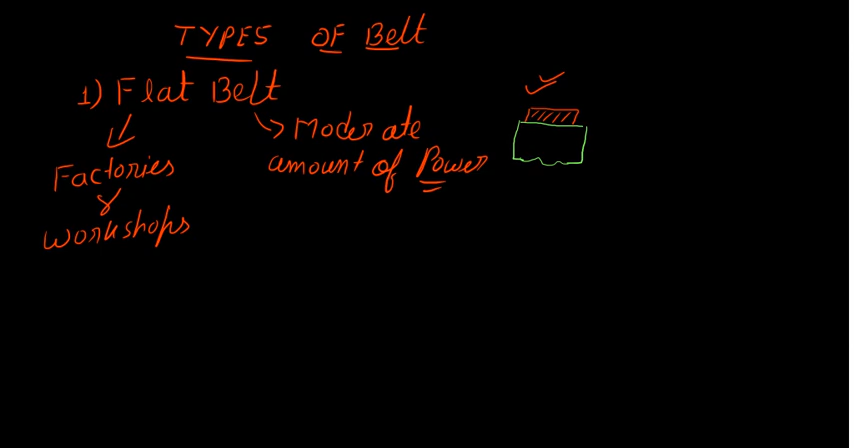 TYPES OF Belt
1) Flat Belt
Moderate
amount of Power
Factories
workshops